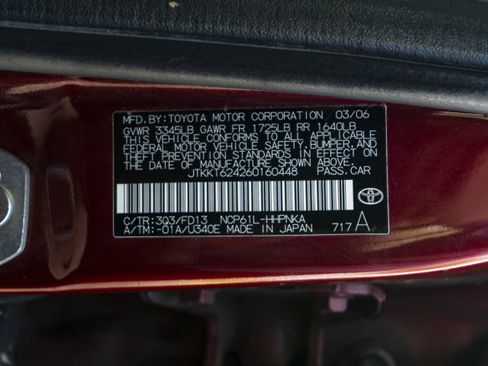 MFD.BY:TOYOTA MOTOR CORPORATION 03/06
GVWR 3345LB GAWR FR 1725LB RR 1640LB
THIS VEHICLE CONFORMS TO ALL APPLICABLE
FEDERAL MOTOR VEHICLE SAFETY, BUMPER, AND
THEFT PREVENTION STANDARDS IN EFFECT ON
THE DATE OF MANUFACTURE SHOWN ABOVE.
JTKKT624260160448 PASS.CAR
C/TR:3Q3/FD13 NCP61L-HHPNKA
A/TM:-01A/U340E MADE IN JAPAN 717A